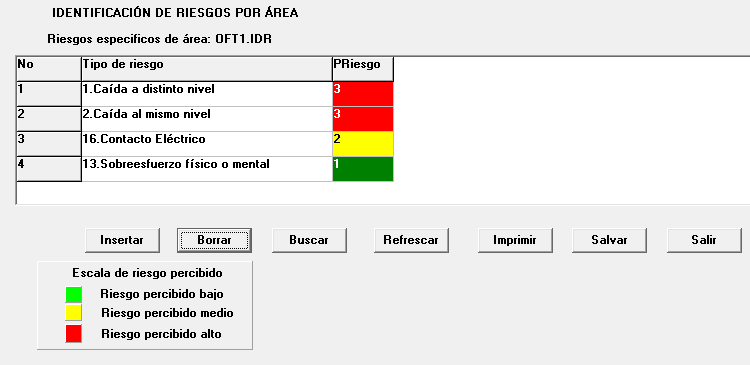 IDENTIFICACIÓN DE RIESGOS POR ÁREA
Riesgos especificos de área: OFT1.IDR
No Tipo de riesgo PRiesgo
1 1.Caída a distinto nivel 3
2 2.Caída al mismo nivel 3
3 16.Contacto Eléctrico 2
4 13.Sobreesfuerzo físico o mental 1
Insertar Borrar Buscar Refrescar Imprimir Salvar Salir
Escala de riesgo percibido
Riesgo percibido bajo
Riesgo percibido medio
Riesgo percibido alto